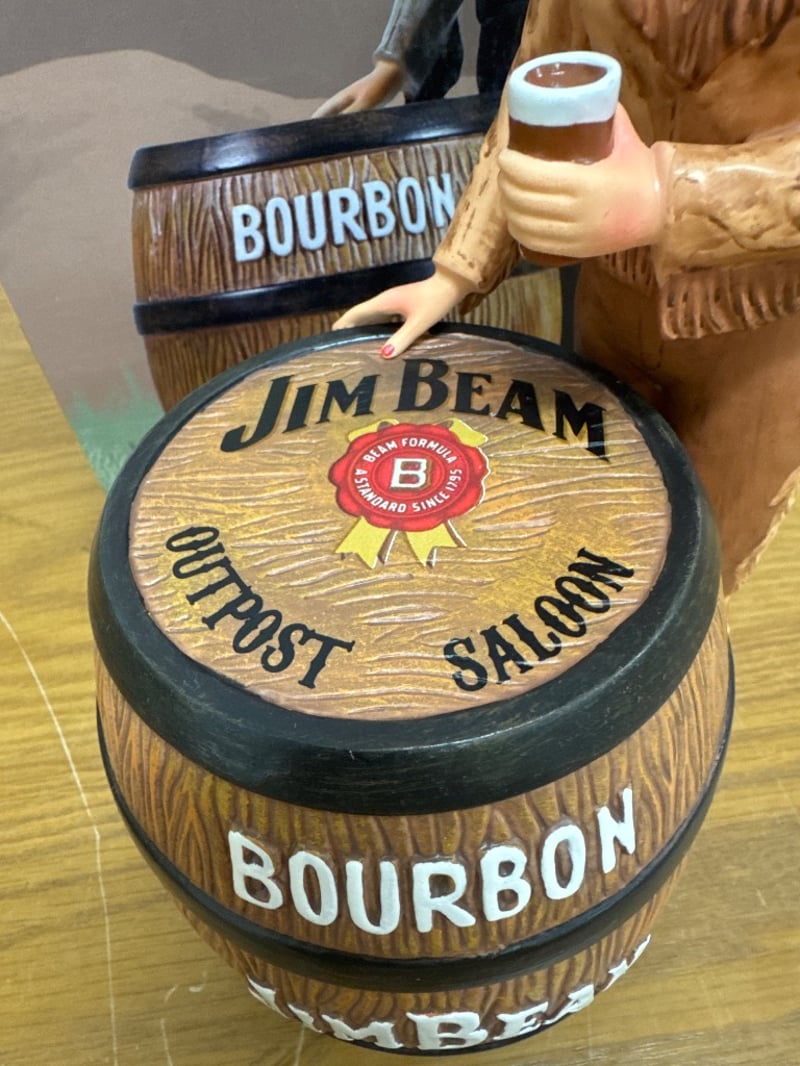 BOURBON
JIM BEAM
BEAM FORMULA
B
A STANDARD SINCE 1795
OUTPOST SALOON
BOURBON
JIM BEAM